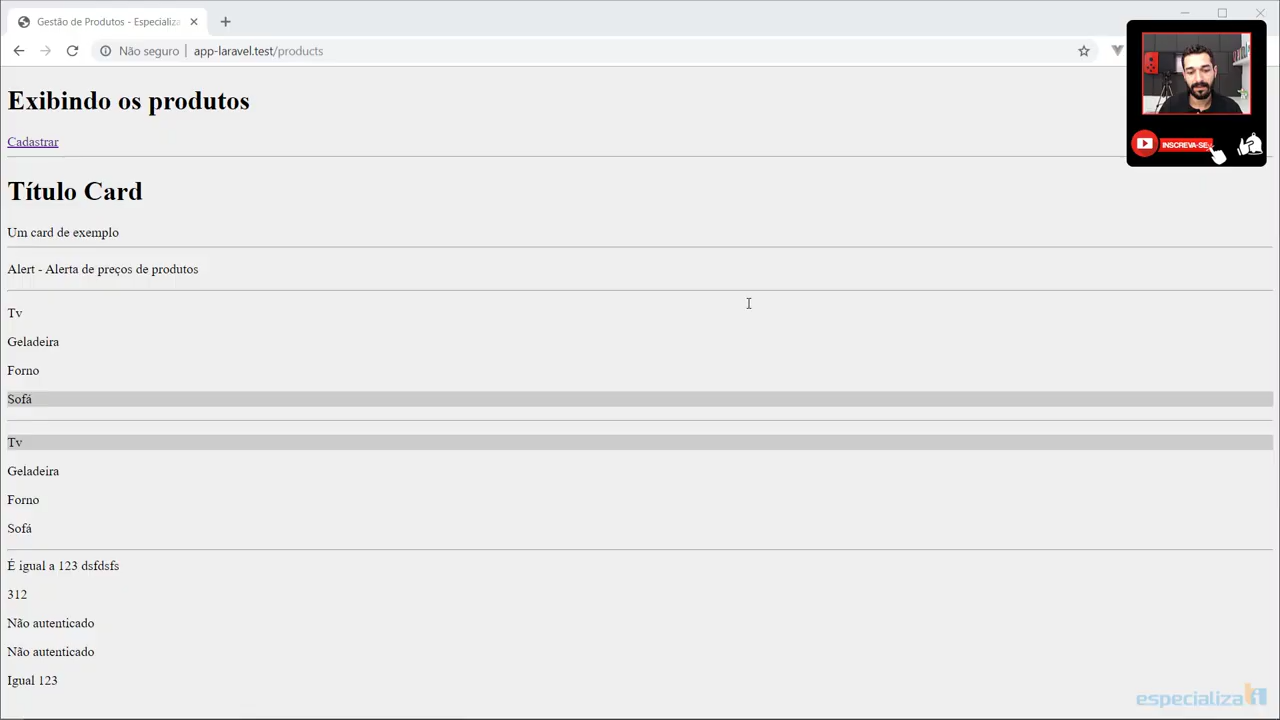 Gestão de Produtos - Especializa
Não seguro
app-laravel.test/products
Exibindo os produtos
INSCREVA-SE
Cadastrar
Título Card
Um card de exemplo
Alert - Alerta de preços de produtos
Tv
Geladeira
Forno
Sofá
Tv
Geladeira
Forno
Sofá
É igual a 123 dsfdsfs
312
Não autenticado
Não autenticado
Igual 123
especializati